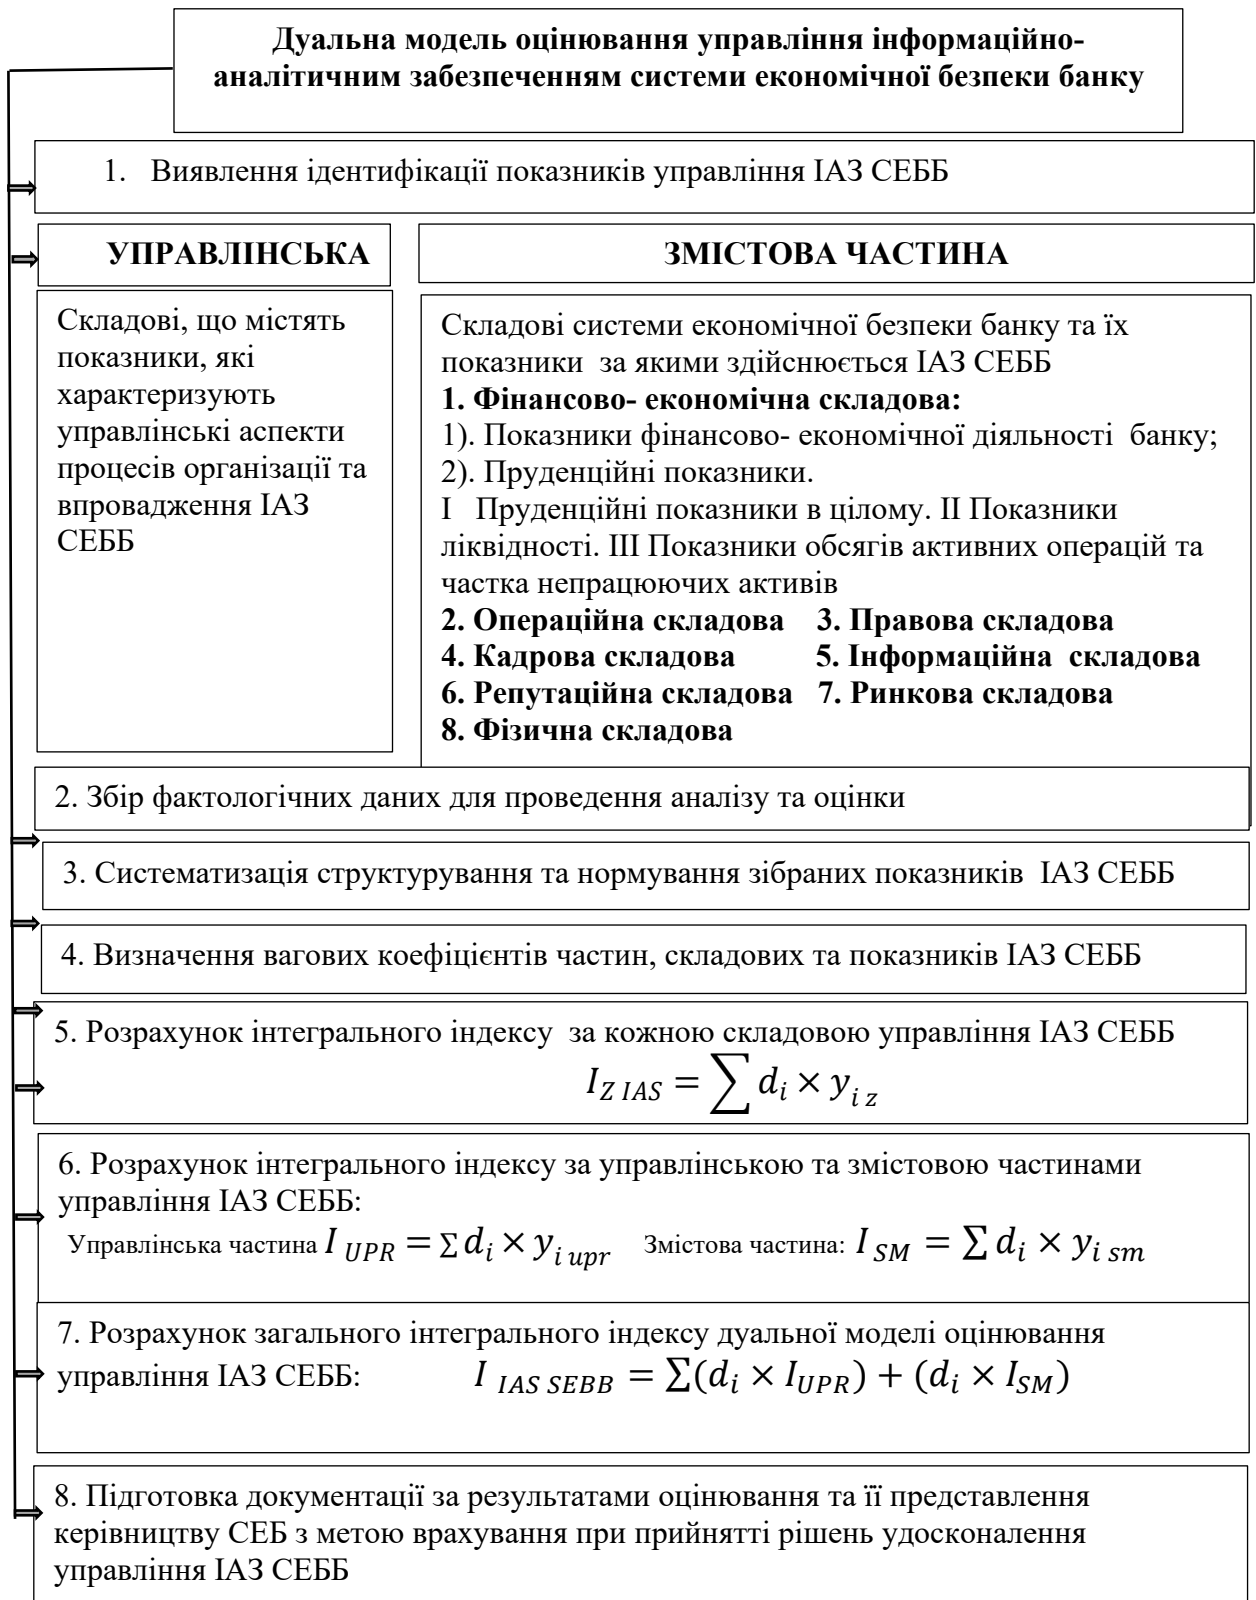 Дуальна модель оцінювання управління інформаційно-
аналітичним забезпеченням системи економічної безпеки банку
1. Виявлення ідентифікації показників управління ІАЗ СЕББ
УПРАВЛІНСЬКА
ЗМІСТОВА ЧАСТИНА
Складові, що містять
показники, які
характеризують
управлінські аспекти
процесів організації та
впровадження ІАЗ
СЕББ
Складові системи економічної безпеки банку та їх
показники за якими здійснюється ІАЗ СЕББ
1. Фінансово- економічна складова:
1). Показники фінансово- економічної діяльності банку;
2). Пруденційні показники.
І Пруденційні показники в цілому. ІІ Показники
ліквідності. ІІІ Показники обсягів активних операцій та
частка непрацюючих активів
2. Операційна складова 3. Правова складова
4. Кадрова складова 5. Інформаційна складова
6. Репутаційна складова 7. Ринкова складова
8. Фізична складова
2. Збір фактологічних даних для проведення аналізу та оцінки
3. Систематизація структурування та нормування зібраних показників ІАЗ СЕББ
4. Визначення вагових коефіцієнтів частин, складових та показників ІАЗ СЕББ
5. Розрахунок інтегрального індексу за кожною складовою управління ІАЗ СЕББ
I_{Z IAS} = ∑ d_i × y_{i z}
6. Розрахунок інтегрального індексу за управлінською та змістовою частинами
управління ІАЗ СЕББ:
Управлінська частина I_{UPR} = ∑ d_i × y_{i upr} Змістова частина: I_{SM} = ∑ d_i × y_{i sm}
7. Розрахунок загального інтегрального індексу дуальної моделі оцінювання
управління ІАЗ СЕББ: I_{IAS SEBB} = ∑(d_i × I_{UPR}) + (d_i × I_{SM})
8. Підготовка документації за результатами оцінювання та її представлення
керівництву СЕБ з метою врахування при прийнятті рішень удосконалення
управління ІАЗ СЕББ